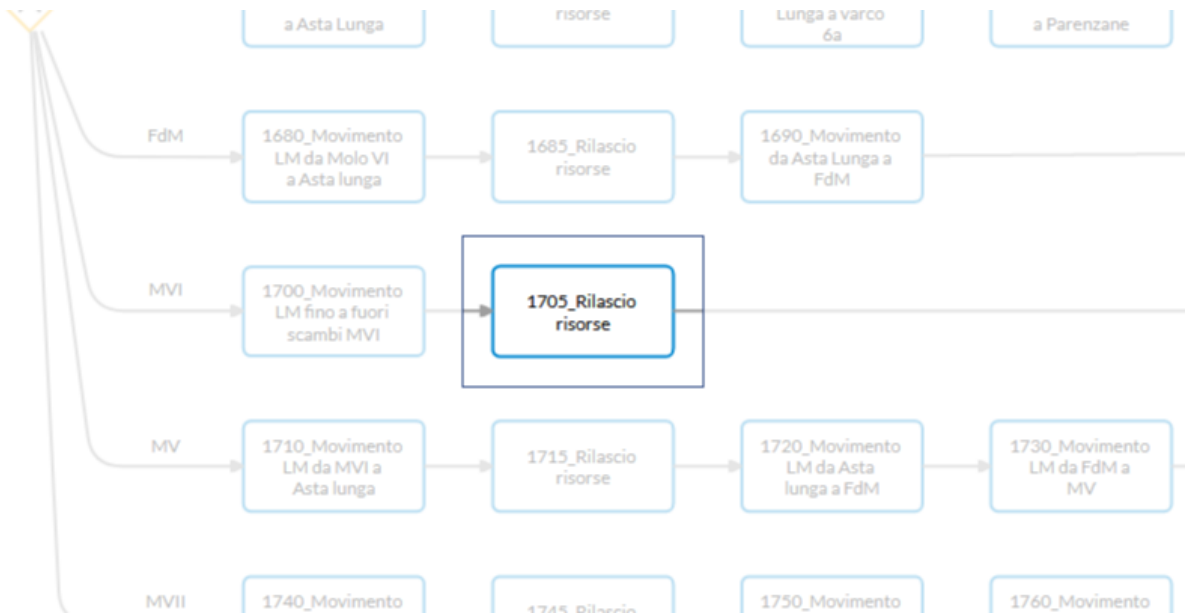 a Asta Lunga
risorse
Lunga a varco
6a
a Parenzane
FdM
1680_Movimento
LM da Molo VI
a Asta lunga
1685_Rilascio
risorse
1690_Movimento
da Asta Lunga a
FdM
MVI
1700_Movimento
LM fino a fuori
scambi MVI
1705_Rilascio
risorse
MV
1710_Movimento
LM da MVI a
Asta lunga
1715_Rilascio
risorse
1720_Movimento
LM da Asta
lunga a FdM
1730_Movimento
LM da FdM a
MV
MVII
1740_Movimento
1745_Rilascio
1750_Movimento
1760_Movimento